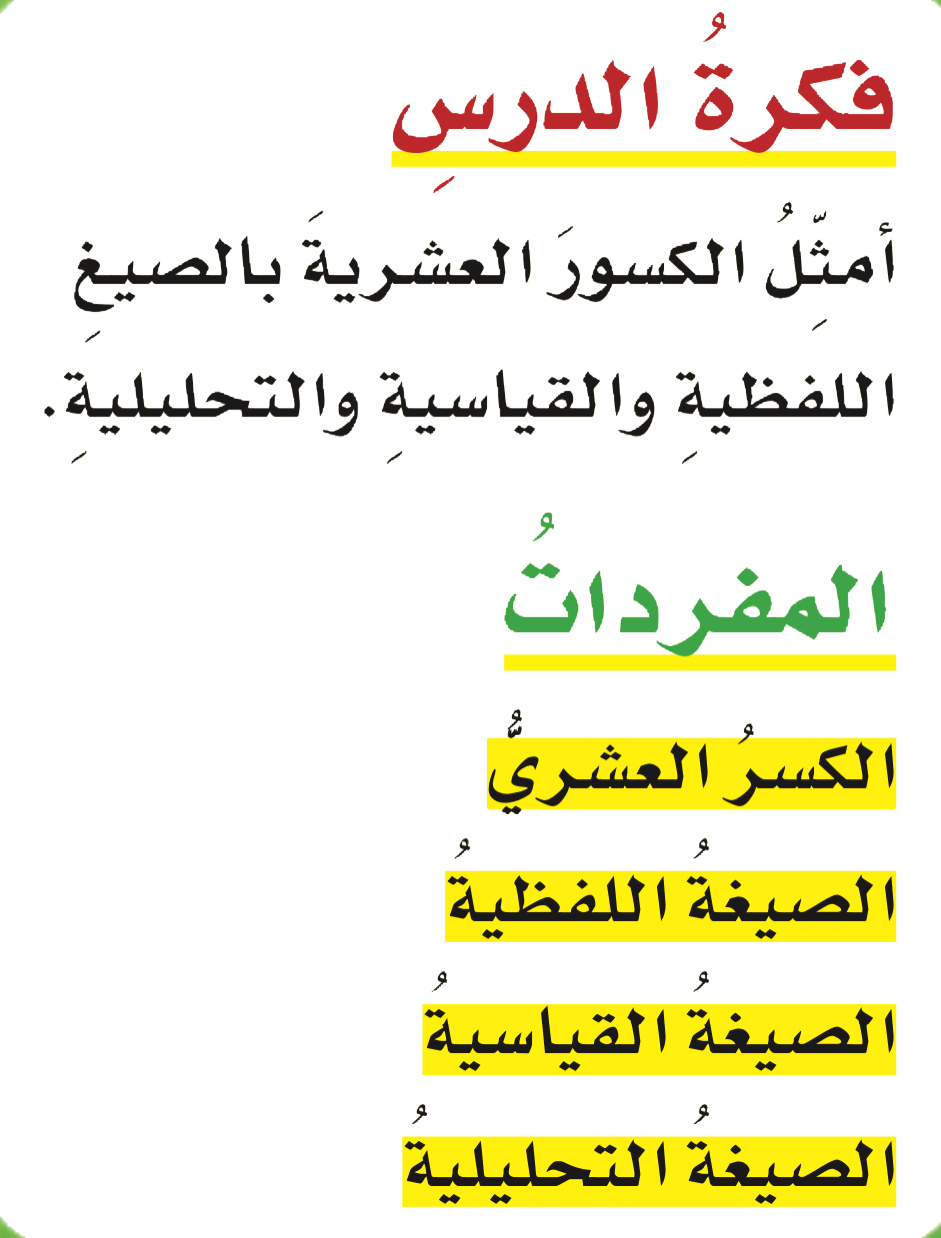 فكرةُ الدرسِ
أمثّلُ الكسورَ العشريةَ بالصيغِ
اللفظيةِ والقياسيةِ والتحليليةِ.
المفرداتُ
الكسرُ العشريُّ
الصيغةُ اللفظيةُ
الصيغةُ القياسيةُ
الصيغةُ التحليليةُ